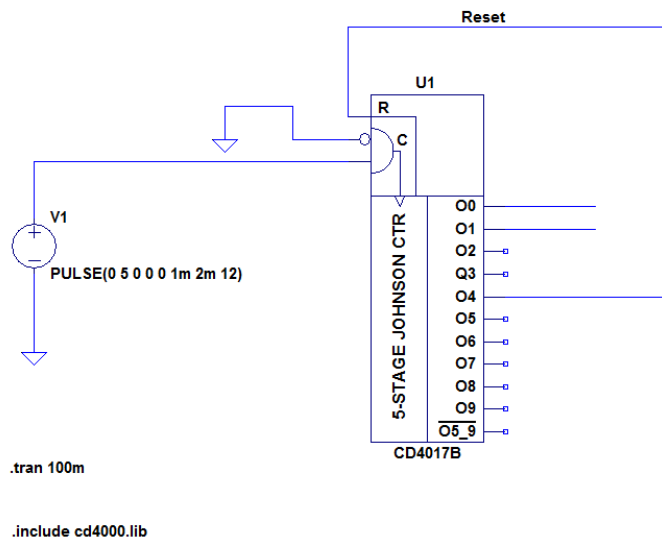 Reset
U1
R
C
V1
PULSE(0 5 0 0 0 1m 2m 12)
5-STAGE JOHNSON CTR
O0
O1
O2
Q3
O4
O5
O6
O7
O8
O9
O5_9
CD4017B
.tran 100m
.include cd4000.lib